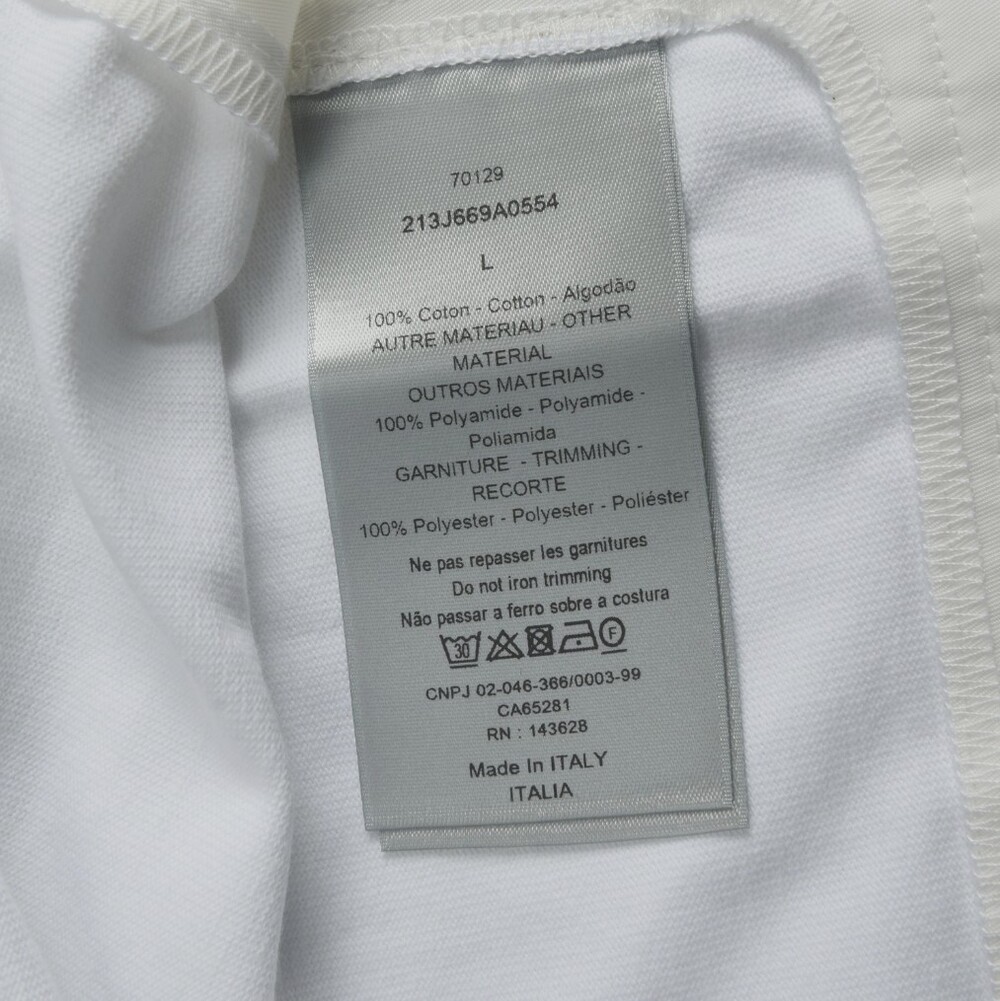 70129
213J669A0554
L
100% Coton - Cotton - Algodão
AUTRE MATERIAU - OTHER
MATERIAL
OUTROS MATERIAIS
100% Polyamide - Polyamide -
Poliamida
GARNITURE - TRIMMING -
RECORTE
100% Polyester - Polyester - Poliéster
Ne pas repasser les garnitures
Do not iron trimming
Não passar a ferro sobre a costura
30 F
CNPJ 02-046-366/0003-99
CA65281
RN : 143628
Made In ITALY
ITALIA